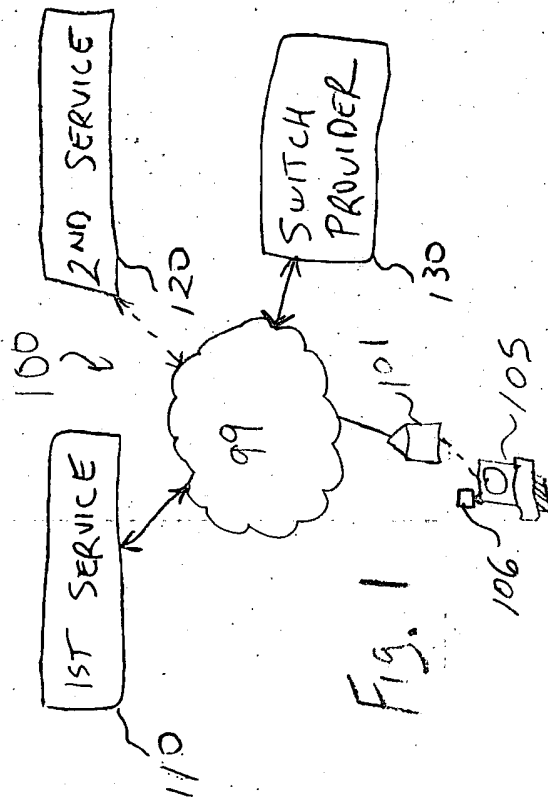 100
1ST SERVICE
110
2ND SERVICE
120
99
SWITCH
PROVIDER
130
101
105
106
Fig. 1